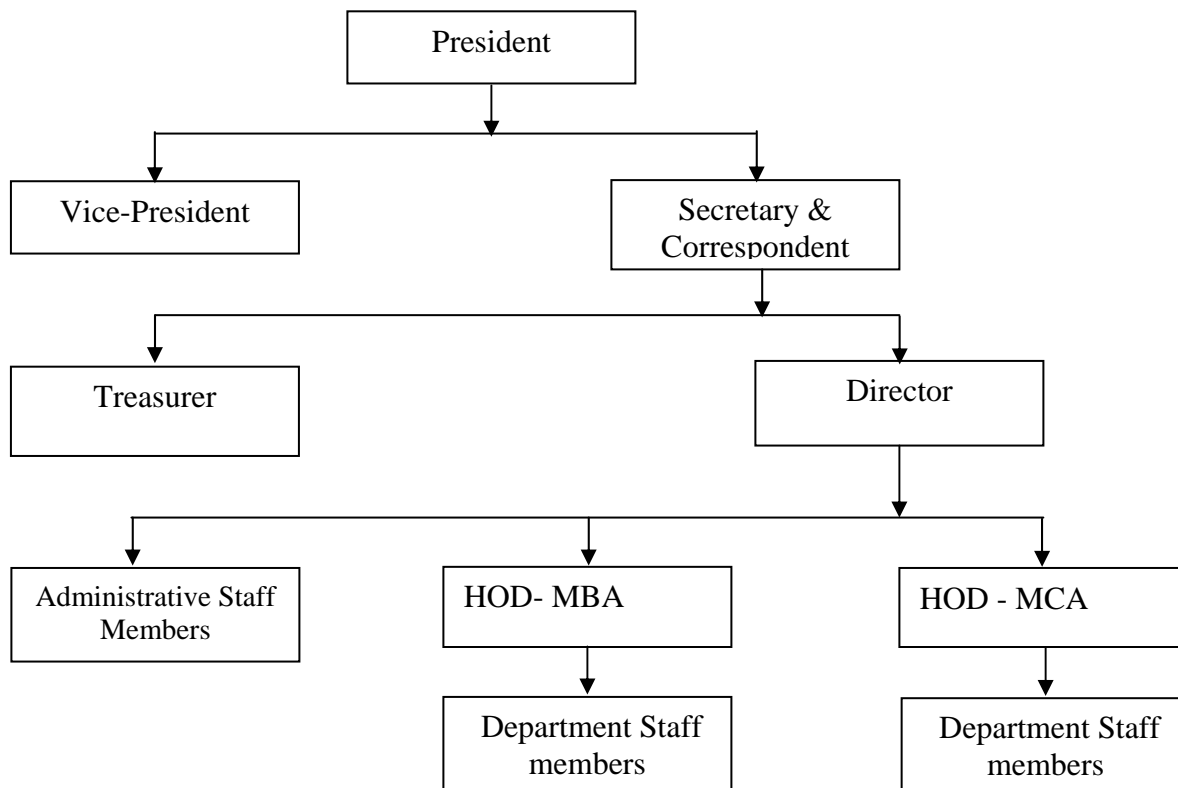 President
Vice-President
Secretary &
Correspondent
Treasurer
Director
Administrative Staff
Members
HOD- MBA
HOD - MCA
Department Staff
members
Department Staff
members